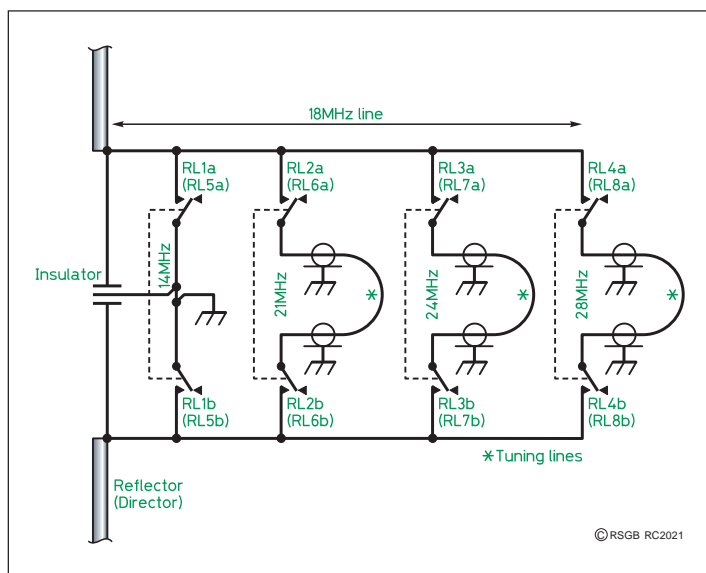 18MHz line
RL1a
(RL5a)
RL2a
(RL6a)
RL3a
(RL7a)
RL4a
(RL8a)
Insulator
14MHz
21MHz
*
24MHz
*
28MHz
*
RL1b
(RL5b)
RL2b
(RL6b)
RL3b
(RL7b)
RL4b
(RL8b)
*Tuning lines
Reflector
(Director)
©RSGB RC2021